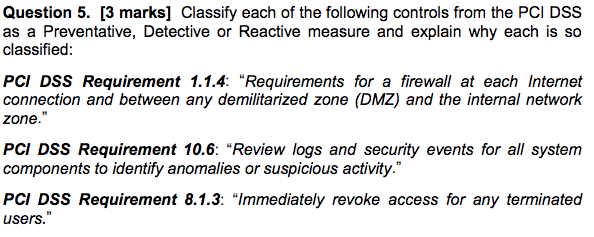 Question 5. [3 marks] Classify each of the following controls from the PCI DSS
as a Preventative, Detective or Reactive measure and explain why each is so
classified:
PCI DSS Requirement 1.1.4: “Requirements for a firewall at each Internet
connection and between any demilitarized zone (DMZ) and the internal network
zone.”
PCI DSS Requirement 10.6: “Review logs and security events for all system
components to identify anomalies or suspicious activity.”
PCI DSS Requirement 8.1.3: “Immediately revoke access for any terminated
users.”